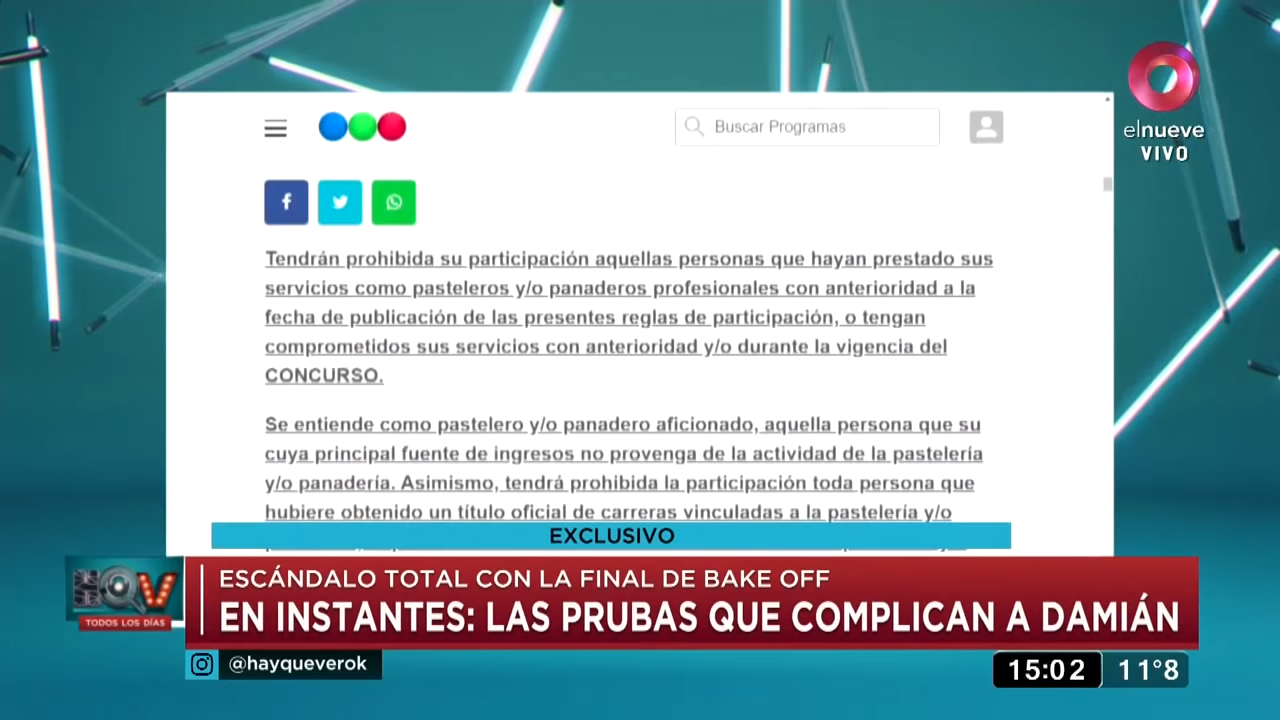 Buscar Programas
elnueve
VIVO
Tendrán prohibida su participación aquellas personas que hayan prestado sus
servicios como pasteleros y/o panaderos profesionales con anterioridad a la
fecha de publicación de las presentes reglas de participación, o tengan
comprometidos sus servicios con anterioridad y/o durante la vigencia del
CONCURSO.
Se entiende como pastelero y/o panadero aficionado, aquella persona que su
cuya principal fuente de ingresos no provenga de la actividad de la pastelería
y/o panadería. Asimismo, tendrá prohibida la participación toda persona que
hubiere obtenido un título oficial de carreras vinculadas a la pastelería y/o
EXCLUSIVO
HQV
TODOS LOS DÍAS
ESCÁNDALO TOTAL CON LA FINAL DE BAKE OFF
EN INSTANTES: LAS PRUBAS QUE COMPLICAN A DAMIÁN
@hayqueverok
15:02
11°8